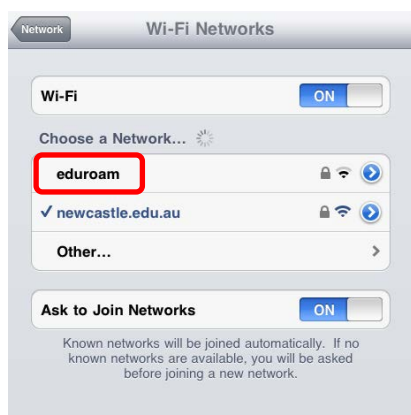 Network
Wi-Fi Networks
Wi-Fi ON
Choose a Network...
eduroam
✓ newcastle.edu.au
Other...
Ask to Join Networks ON
Known networks will be joined automatically. If no
known networks are available, you will be asked
before joining a new network.